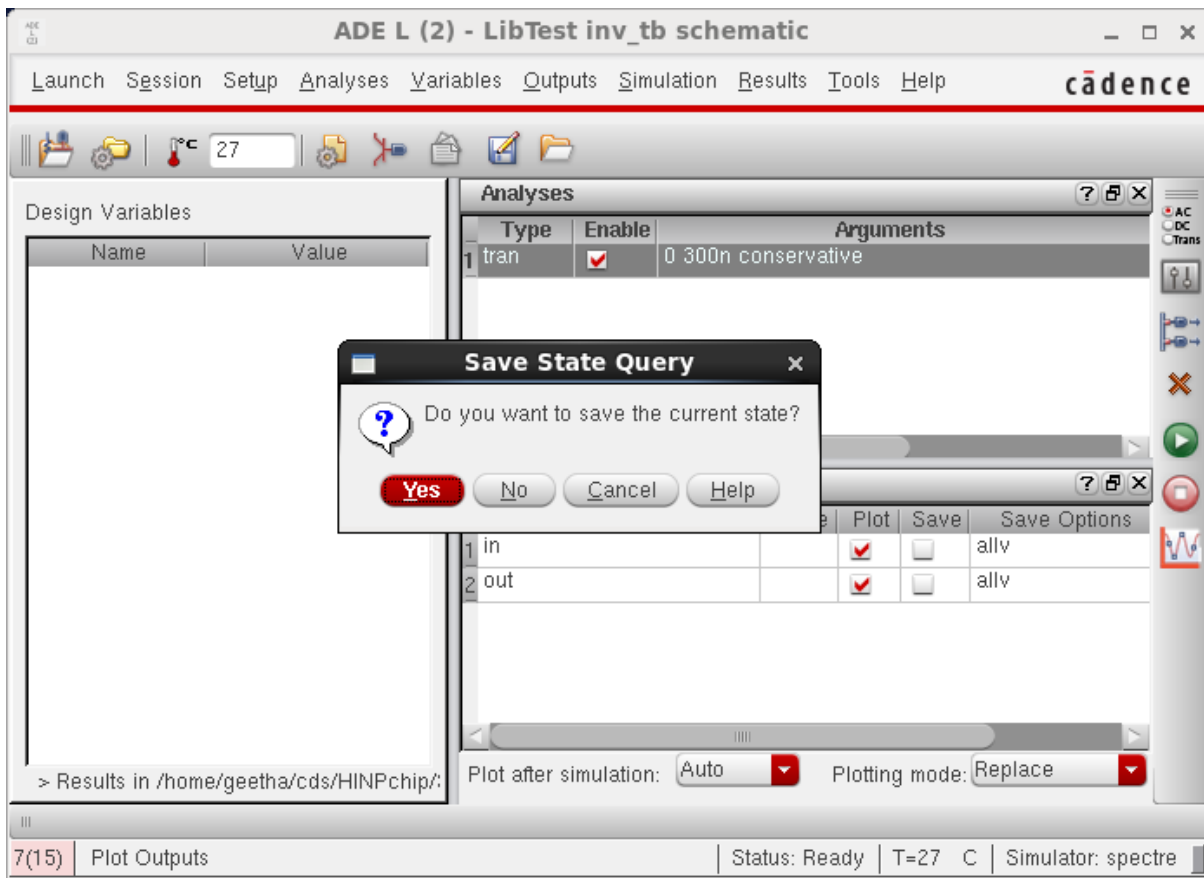 ADE L (2) - LibTest inv_tb schematic
Launch Session Setup Analyses Variables Outputs Simulation Results Tools Help cādence
°C 27
Design Variables
Name Value
> Results in /home/geetha/cds/HINPchip/
Analyses
Type Enable Arguments
1 tran 0 300n conservative
AC
DC
Trans
Save State Query
Do you want to save the current state?
Yes No Cancel Help
Plot Save Save Options
1 in allv
2 out allv
Plot after simulation: Auto Plotting mode: Replace
7(15) Plot Outputs Status: Ready T=27 C Simulator: spectre